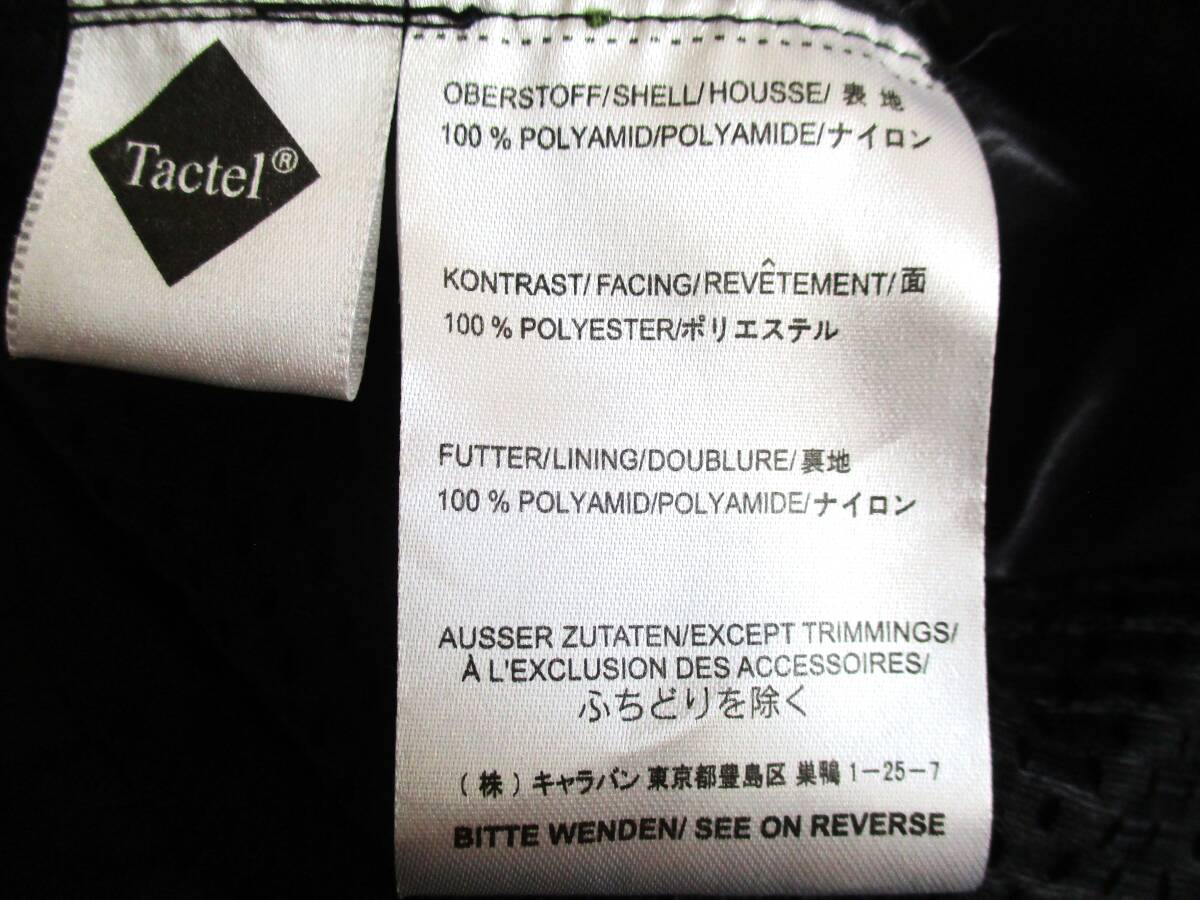 Tactel®
OBERSTOFF/SHELL/HOUSSE/ 表 地
100 % POLYAMID/POLYAMIDE/ナイロン
KONTRAST/ FACING/REVÊTEMENT/面
100 % POLYESTER/ポリエステル
FUTTER/LINING/DOUBLURE/裏地
100 % POLYAMID/POLYAMIDE/ナイロン
AUSSER ZUTATEN/EXCEPT TRIMMINGS/
À L'EXCLUSION DES ACCESSOIRES/
ふちどりを除く
(株) キャラバン 東京都豊島区 巣鴨 1-25-7
BITTE WENDEN/ SEE ON REVERSE